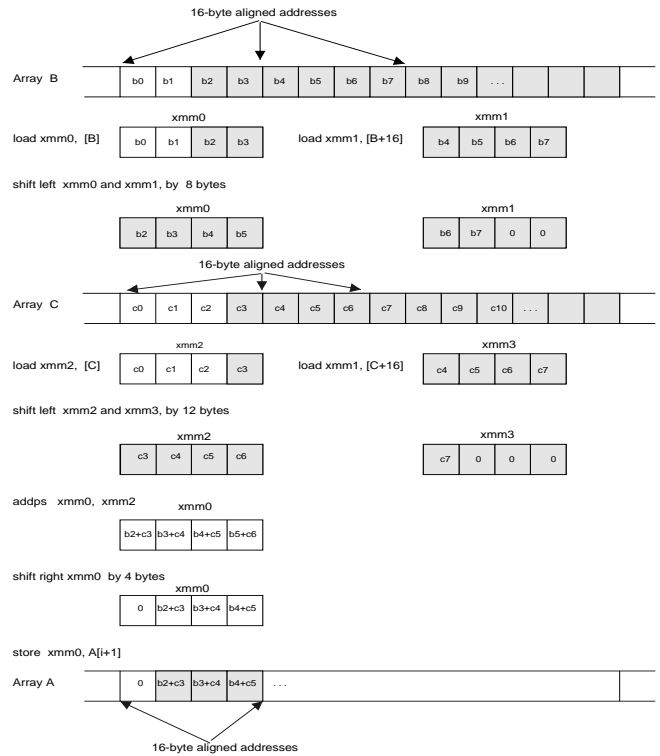 16-byte aligned addresses
Array B b0 b1 b2 b3 b4 b5 b6 b7 b8 b9 ...
xmm0 xmm1
load xmm0, [B] b0 b1 b2 b3 load xmm1, [B+16] b4 b5 b6 b7
shift left xmm0 and xmm1, by 8 bytes
xmm0 xmm1
b2 b3 b4 b5 b6 b7 0 0
16-byte aligned addresses
Array C c0 c1 c2 c3 c4 c5 c6 c7 c8 c9 c10 ...
xmm2 xmm3
load xmm2, [C] c0 c1 c2 c3 load xmm1, [C+16] c4 c5 c6 c7
shift left xmm2 and xmm3, by 12 bytes
xmm2 xmm3
c3 c4 c5 c6 c7 0 0 0
addps xmm0, xmm2
xmm0
b2+c3 b3+c4 b4+c5 b5+c6
shift right xmm0 by 4 bytes
xmm0
0 b2+c3 b3+c4 b4+c5
store xmm0, A[i+1]
Array A 0 b2+c3 b3+c4 b4+c5 ...
16-byte aligned addresses